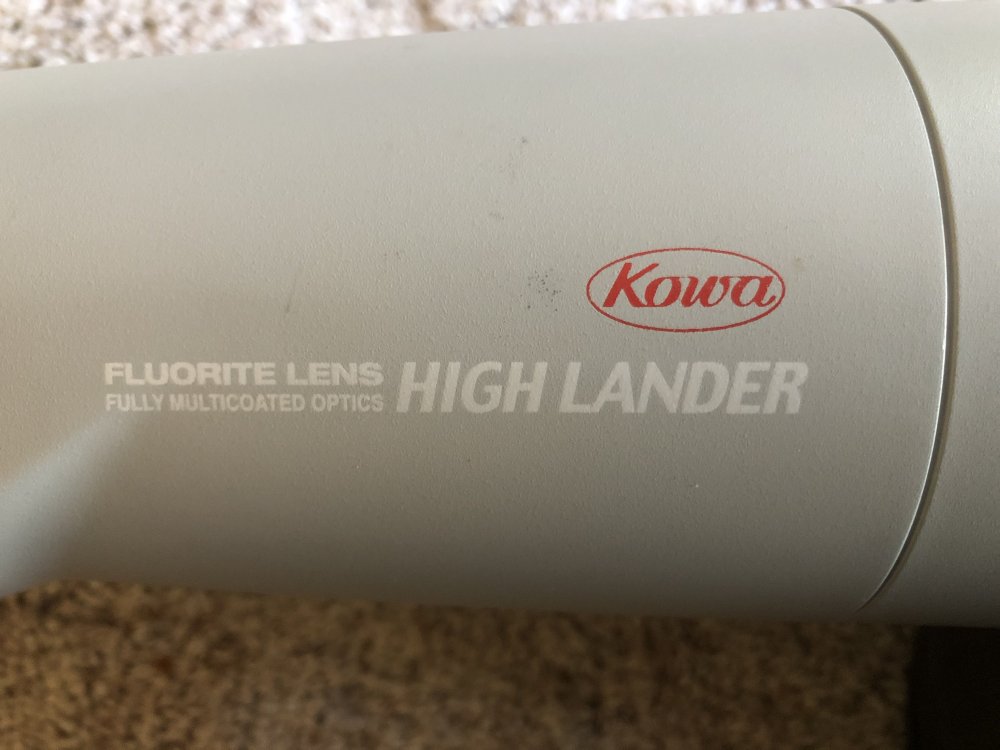 Kowa
FLUORITE LENS
FULLY MULTICOATED OPTICS
HIGH LANDER